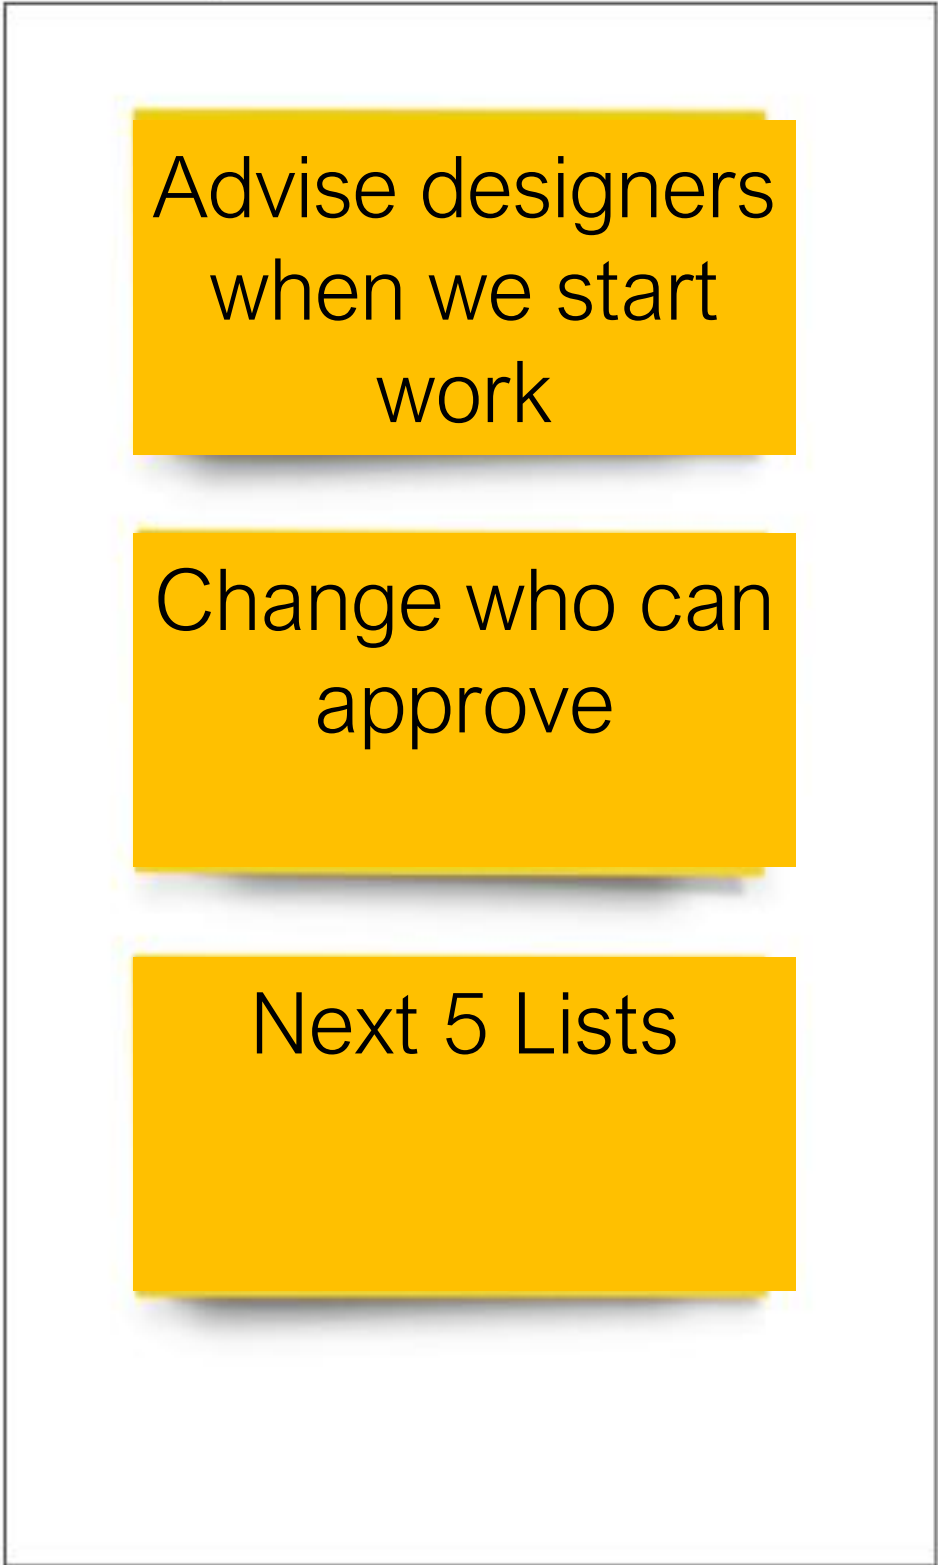 Advise designers
when we start
work
Change who can
approve
Next 5 Lists